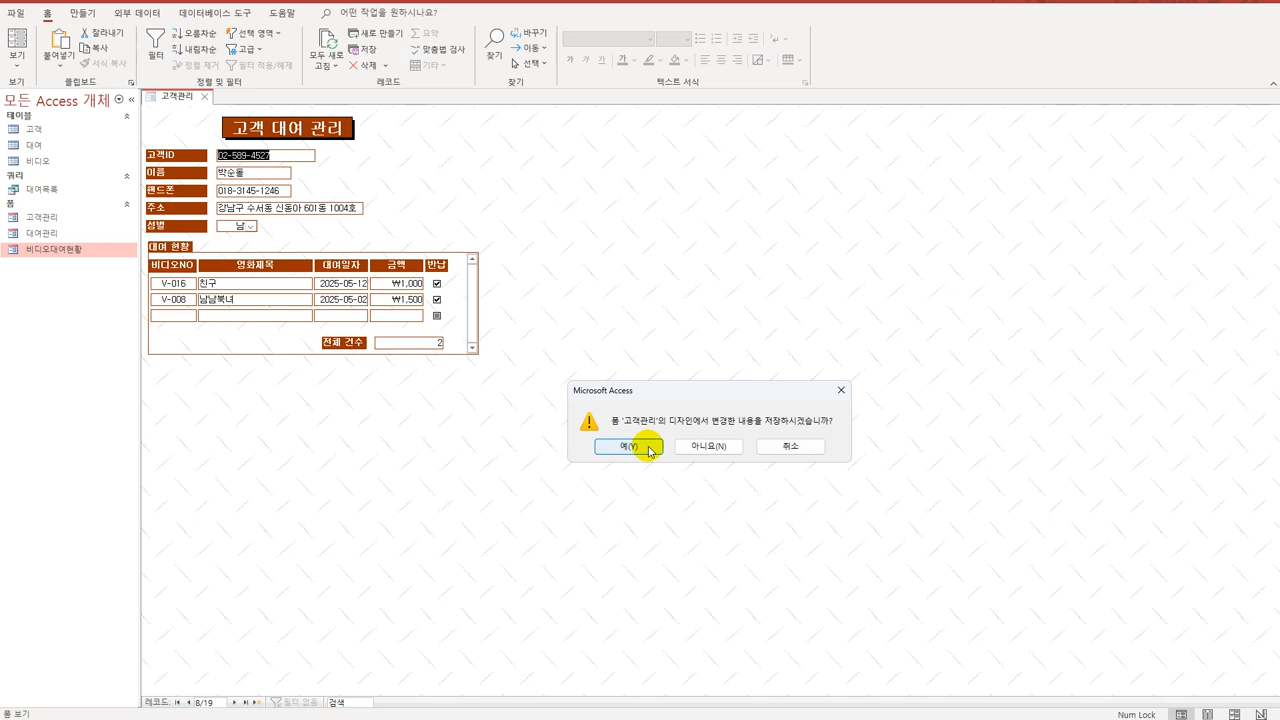 파일 홈 만들기 외부 데이터 데이터베이스 도구 도움말 어떤 작업을 원하시나요?
보기
붙여넣기
잘라내기
복사
서식 복사
필터
오름차순
내림차순
정렬 제거
선택 영역
고급
필터 적용/해제
모두 새로 고침
새로 만들기
저장
삭제
요약
맞춤법 검사
기타
찾기
바꾸기
이동
선택
가 가 가 가
보기 클립보드 정렬 및 필터 레코드 찾기 텍스트 서식
모든 Access 개체
테이블
고객
대여
비디오
쿼리
대여목록
폼
고객관리
대여관리
비디오대여현황
고객관리
고객 대여 관리
고객ID 02-589-4527
이름 박순돌
핸드폰 018-3145-1246
주소 강남구 수서동 신동아 601동 1004호
성별 남
대여 현황
비디오NO 영화제목 대여일자 금액 반납
V-016 친구 2025-05-12 ₩1,000
V-008 남남북녀 2025-05-02 ₩1,500
전체 건수 2
Microsoft Access
폼 '고객관리'의 디자인에서 변경한 내용을 저장하시겠습니까?
예(Y) 아니요(N) 취소
레코드: 8/19 필터 없음 검색
폼 보기 Num Lock